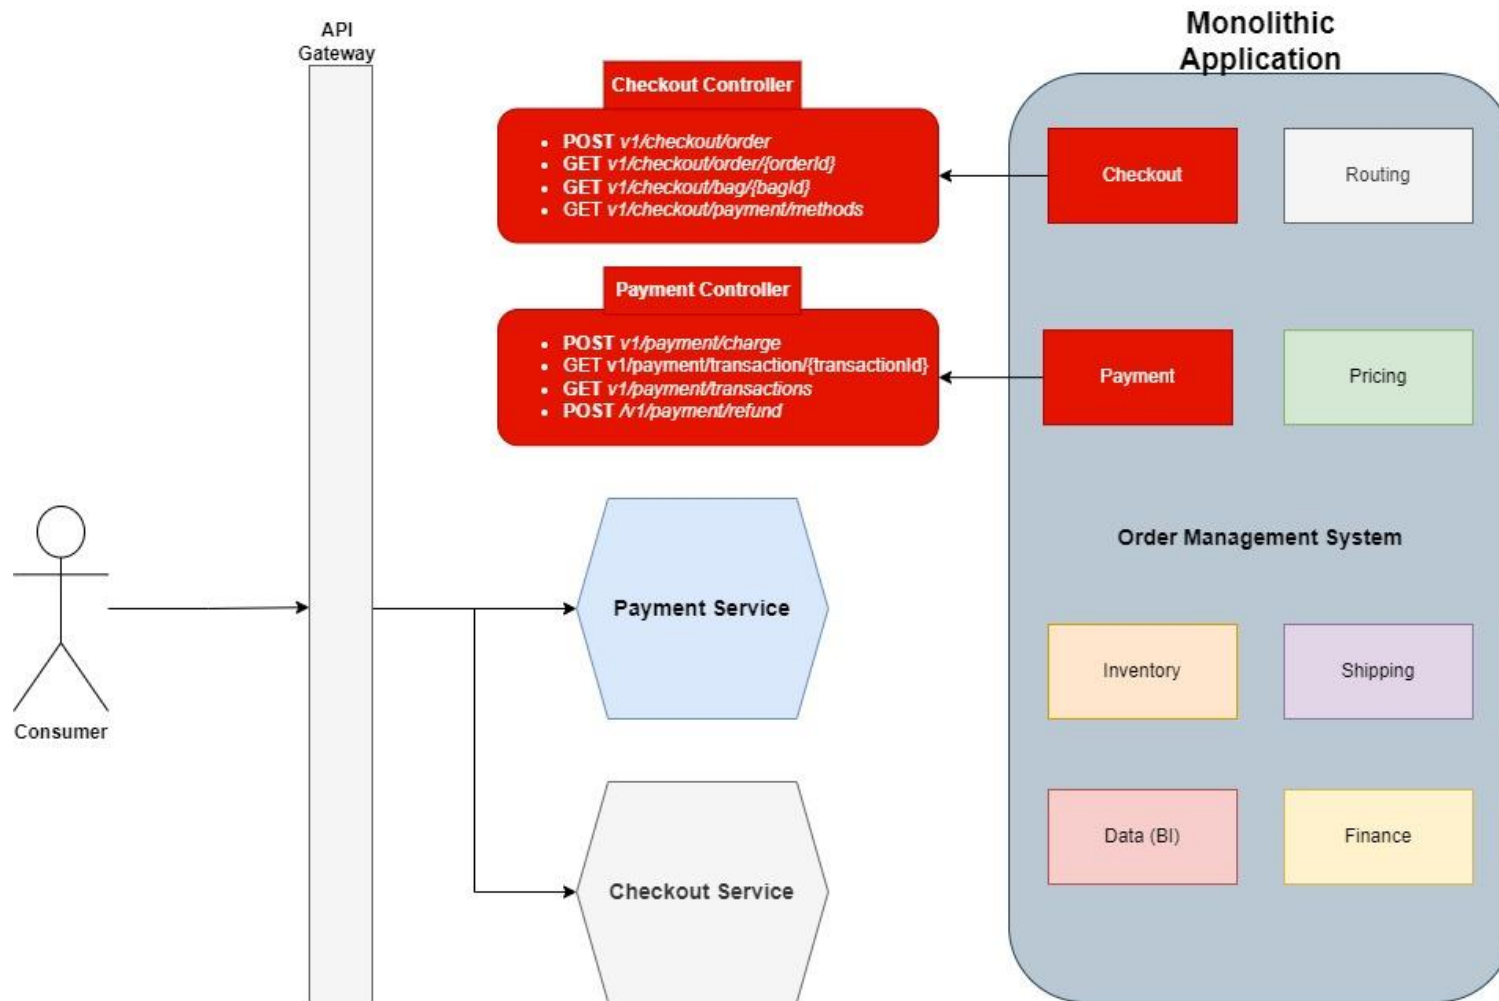 API
Gateway
Monolithic
Application
Checkout Controller
• POST v1/checkout/order
• GET v1/checkout/order/{orderId}
• GET v1/checkout/bag/{bagId}
• GET v1/checkout/payment/methods
Checkout
Routing
Payment Controller
• POST v1/payment/charge
• GET v1/payment/transaction/{transactionId}
• GET v1/payment/transactions
• POST /v1/payment/refund
Payment
Pricing
Order Management System
Payment Service
Inventory
Shipping
Consumer
Data (BI)
Finance
Checkout Service